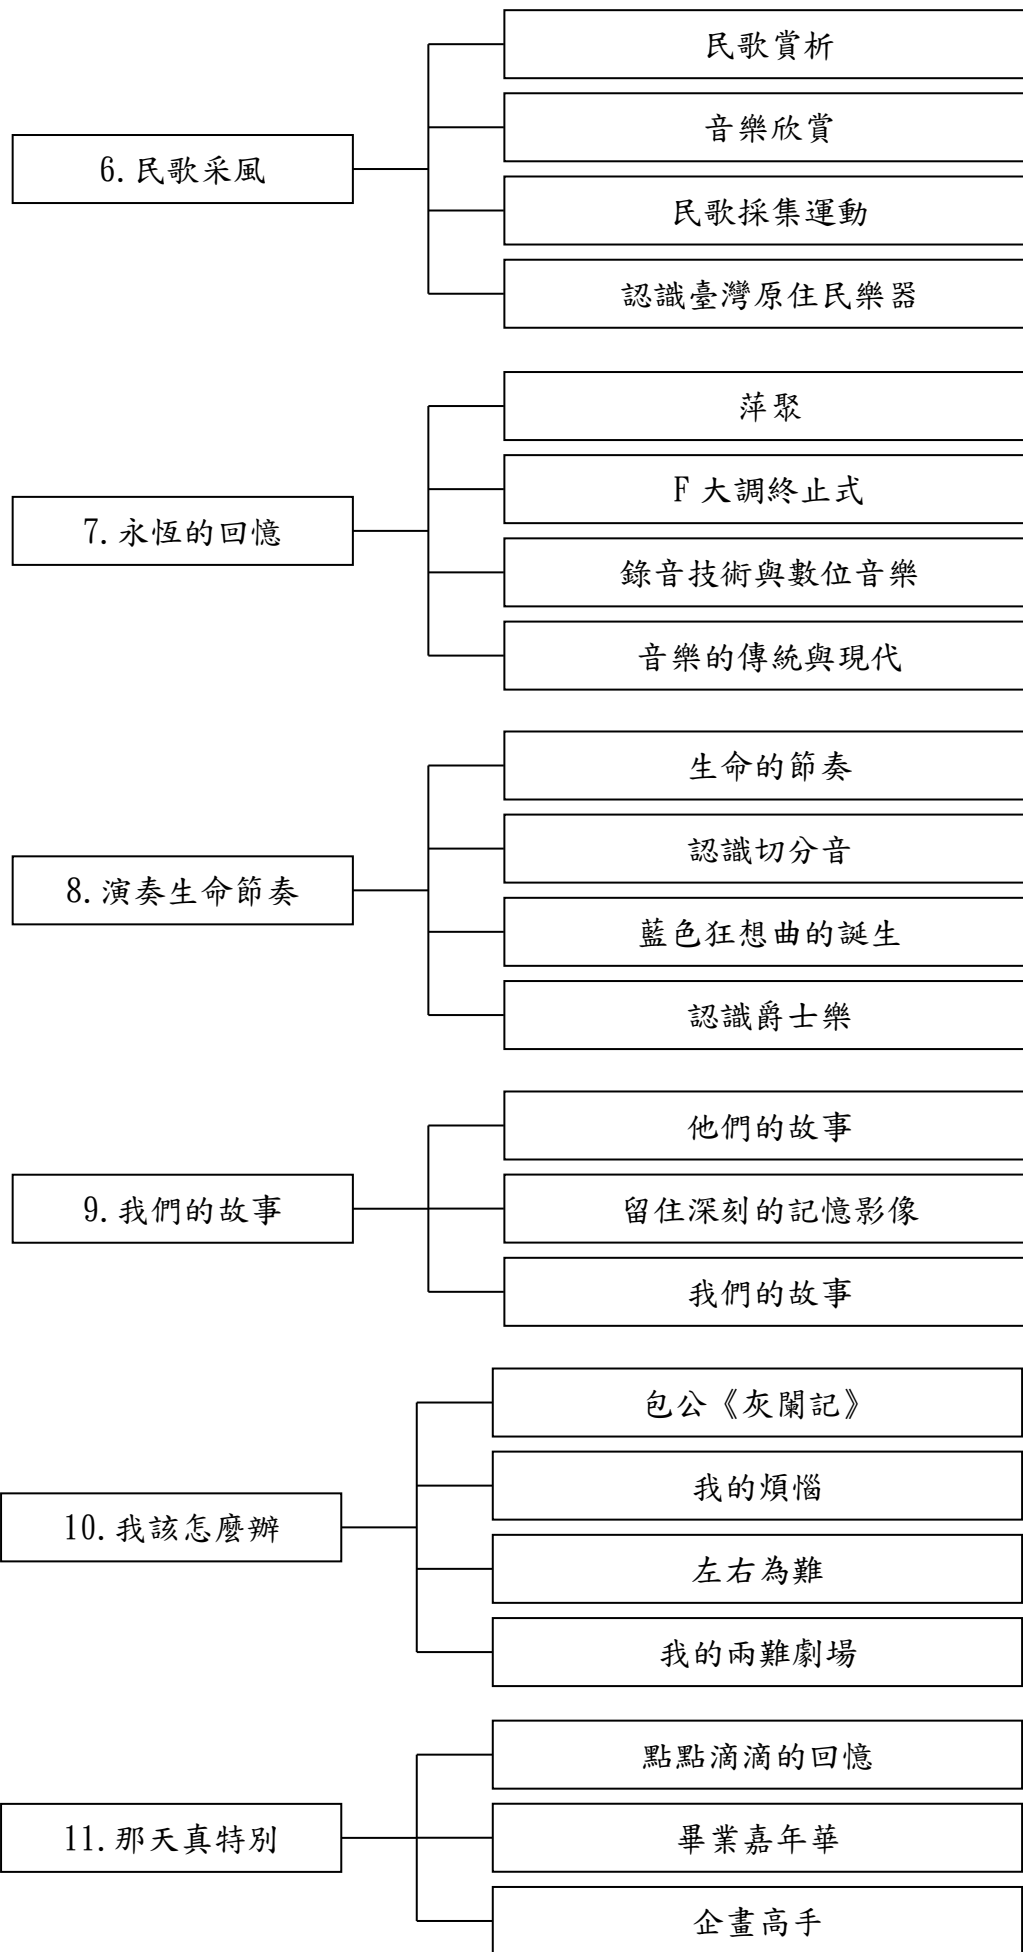 6.民歌采風
民歌賞析
音樂欣賞
民歌採集運動
認識臺灣原住民樂器
7.永恆的回憶
萍聚
F 大調終止式
錄音技術與數位音樂
音樂的傳統與現代
8.演奏生命節奏
生命的節奏
認識切分音
藍色狂想曲的誕生
認識爵士樂
9.我們的故事
他們的故事
留住深刻的記憶影像
我們的故事
10.我該怎麼辦
包公《灰闌記》
我的煩惱
左右為難
我的兩難劇場
11.那天真特別
點點滴滴的回憶
畢業嘉年華
企畫高手